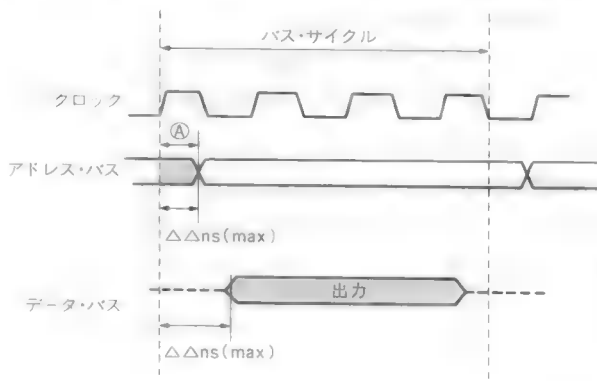 バス・サイクル
クロック
Ⓐ
アドレス・バス
△△ns(max)
出力
データ・バス
△△ns(max)